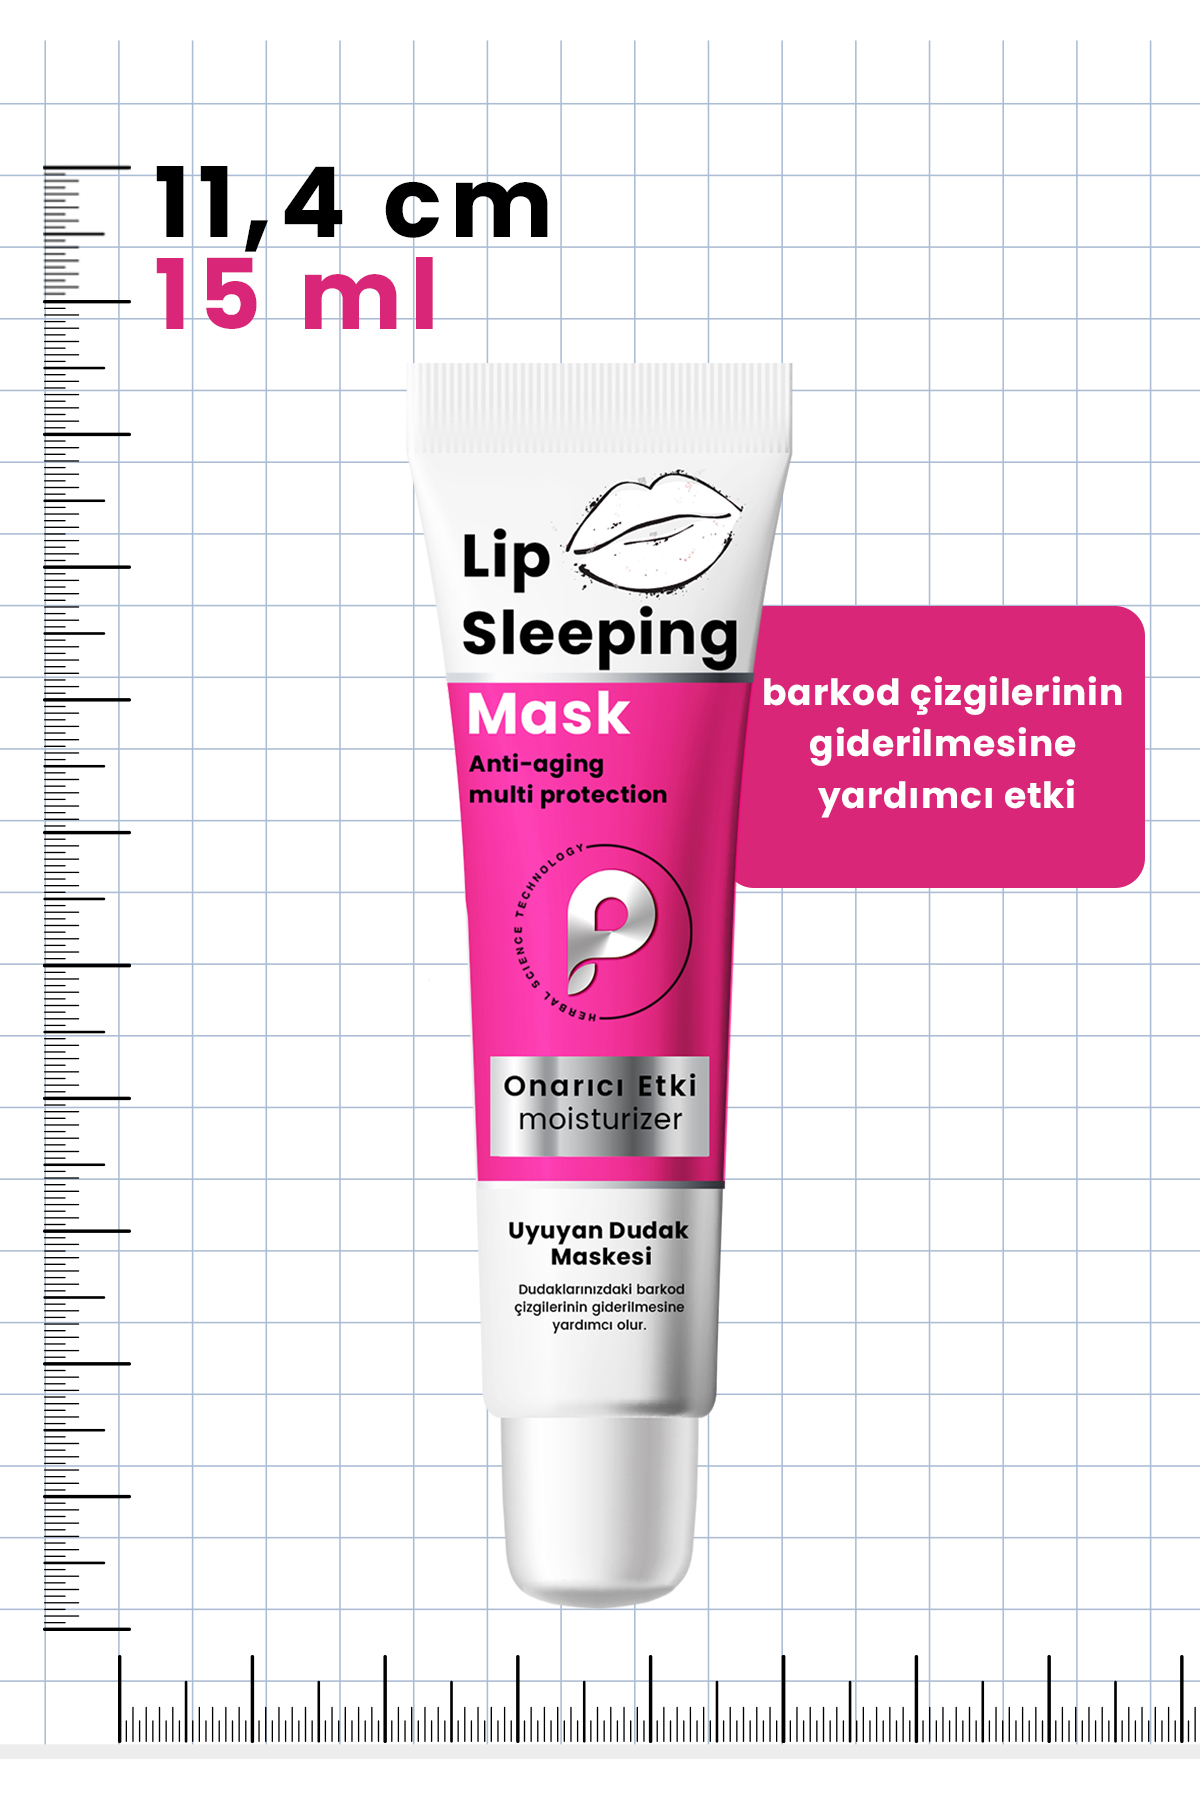 11,4 cm
15 ml
Lip
Sleeping
Mask
Anti-aging
multi protection
barkod çizgilerinin
giderilmesine
yardımcı etki
HERBAL SCIENCE TECHNOLOGY
Onarıcı Etki
moisturizer
Uyuyan Dudak
Maskesi
Dudaklarınızdaki barkod
çizgilerinin giderilmesine
yardımcı olur.